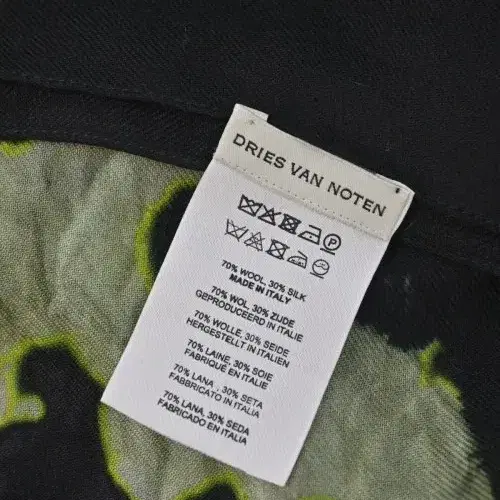 DRIES VAN NOTEN
P
70% WOOL, 30% SILK
MADE IN ITALY
70% WOL, 30% ZIJDE
GEPRODUCEERD IN ITALIE
70% WOLLE, 30% SEIDE
HERGESTELLT IN ITALIEN
70% LAINE, 30% SOIE
FABRIQUÉ EN ITALIE
70% LANA , 30% SETA
FABRICATO IN ITALIA
70% LANA, 30% SEDA
FABRICADO EN ITALIA